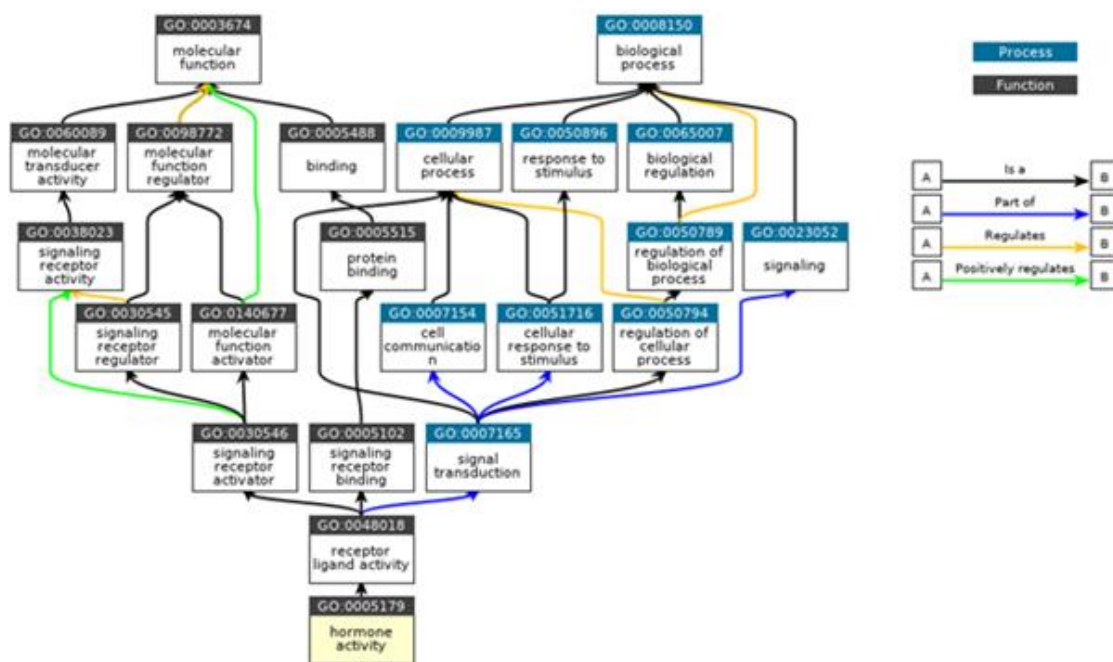 GO:0003674
molecular
function
GO:0008150
biological
process
Process
Function
GO:0060089
molecular
transducer
activity
GO:0098772
molecular
function
regulator
GO:0005488
binding
GO:0009987
cellular
process
GO:0050896
response to
stimulus
GO:0065007
biological
regulation
A
Is a
B
A
Part of
B
A
Regulates
B
A
Positively regulates
B
GO:0038023
signaling
receptor
activity
GO:0005515
protein
binding
GO:0050789
regulation of
biological
process
GO:0023052
signaling
GO:0030545
signaling
receptor
regulator
GO:0140677
molecular
function
activator
GO:0007154
cell
communicatio
n
GO:0051716
cellular
response to
stimulus
GO:0050794
regulation of
cellular
process
GO:0030546
signaling
receptor
activator
GO:0005102
signaling
receptor
binding
GO:0007165
signal
transduction
GO:0048018
receptor
ligand activity
GO:0005179
hormone
activity